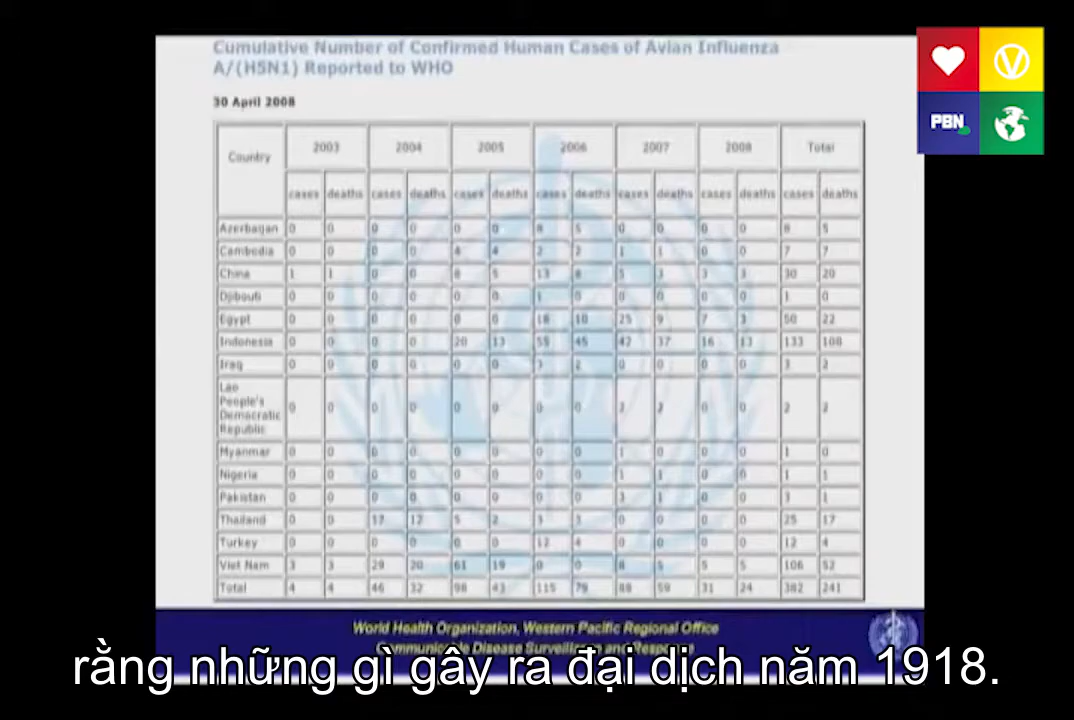 Cumulative Number of Confirmed Human Cases of Avian Influenza
A/(H5N1) Reported to WHO
30 April 2008
PBN
Country 2003 2004 2005 2006 2007 2008 Total
cases deaths cases deaths cases deaths cases deaths cases deaths cases deaths cases deaths
Azerbaijan 0 0 0 0 0 0 8 5 0 0 0 0 8 5
Cambodia 0 0 0 0 4 4 2 2 1 1 0 0 7 7
China 1 1 0 0 8 5 13 8 5 3 3 3 30 20
Djibouti 0 0 0 0 0 0 1 0 0 0 0 0 1 0
Egypt 0 0 0 0 0 0 18 10 25 9 7 3 50 22
Indonesia 0 0 0 0 20 13 55 45 42 37 16 13 133 108
Iraq 0 0 0 0 0 0 3 2 0 0 0 0 3 2
Lao
People's
Democratic
Republic 0 0 0 0 0 0 0 0 2 2 0 0 2 2
Myanmar 0 0 0 0 0 0 0 0 1 0 0 0 1 0
Nigeria 0 0 0 0 0 0 0 0 1 1 0 0 1 1
Pakistan 0 0 0 0 0 0 0 0 3 1 0 0 3 1
Thailand 0 0 17 12 5 2 3 3 0 0 0 0 25 17
Turkey 0 0 0 0 0 0 12 4 0 0 0 0 12 4
Viet Nam 3 3 29 20 61 19 0 0 8 5 5 5 106 52
Total 4 4 46 32 98 43 115 79 88 59 31 24 382 241
World Health Organization, Western Pacific Regional Office
Communicable Disease Surveillance and Response
rằng những gì gây ra đại dịch năm 1918.